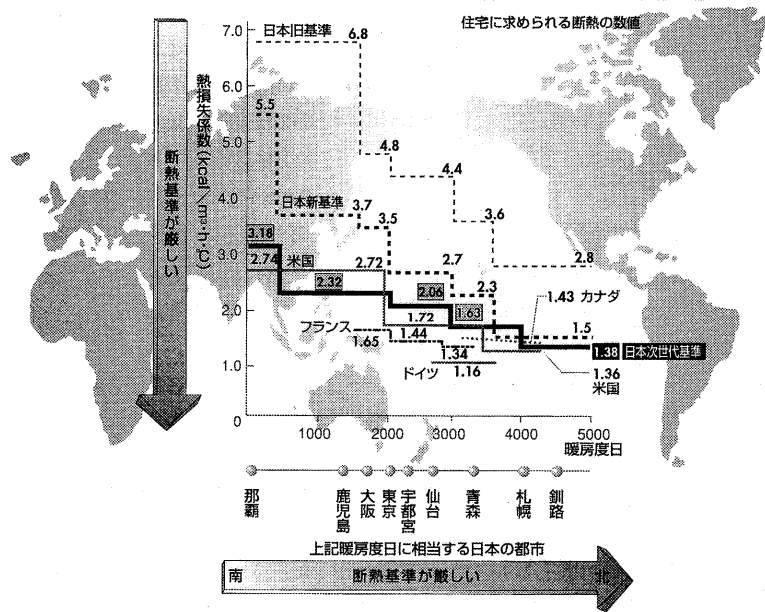 住宅に求められる断熱の数値
断熱基準が厳しい
熱損失係数(kcal/m³·h·℃)
7.0
6.0
5.0
4.0
3.0
2.0
1.0
0
日本旧基準
6.8
4.8
4.4
3.6
2.8
5.5
日本新基準
3.7
3.5
2.7
2.3
1.5
3.18
2.74 米国
2.72
2.32
2.06
1.72
1.63
1.43 カナダ
フランス
1.65
1.44
1.34
ドイツ
1.16
1.38 日本次世代基準
1.36
米国
1000
2000
3000
4000
5000
暖房度日
那覇
鹿児島
大阪
東京
宇都宮
仙台
青森
札幌
釧路
上記暖房度日に相当する日本の都市
南 断熱基準が厳しい 北